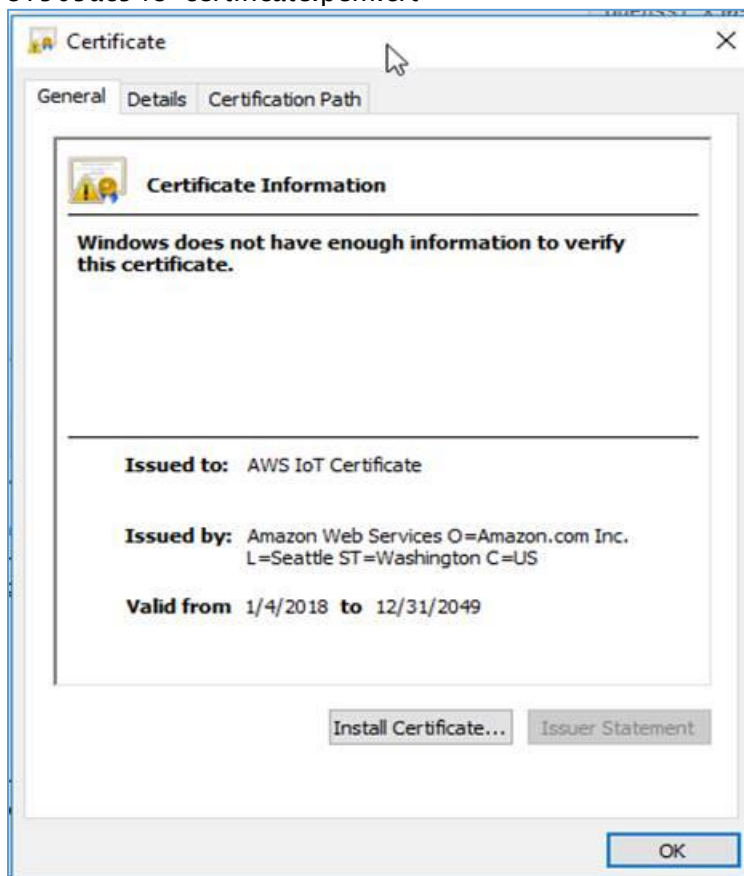 Certificate
General Details Certification Path
Certificate Information
Windows does not have enough information to verify
this certificate.
Issued to: AWS IoT Certificate
Issued by: Amazon Web Services O=Amazon.com Inc.
L=Seattle ST=Washington C=US
Valid from 1/4/2018 to 12/31/2049
Install Certificate... Issuer Statement
OK